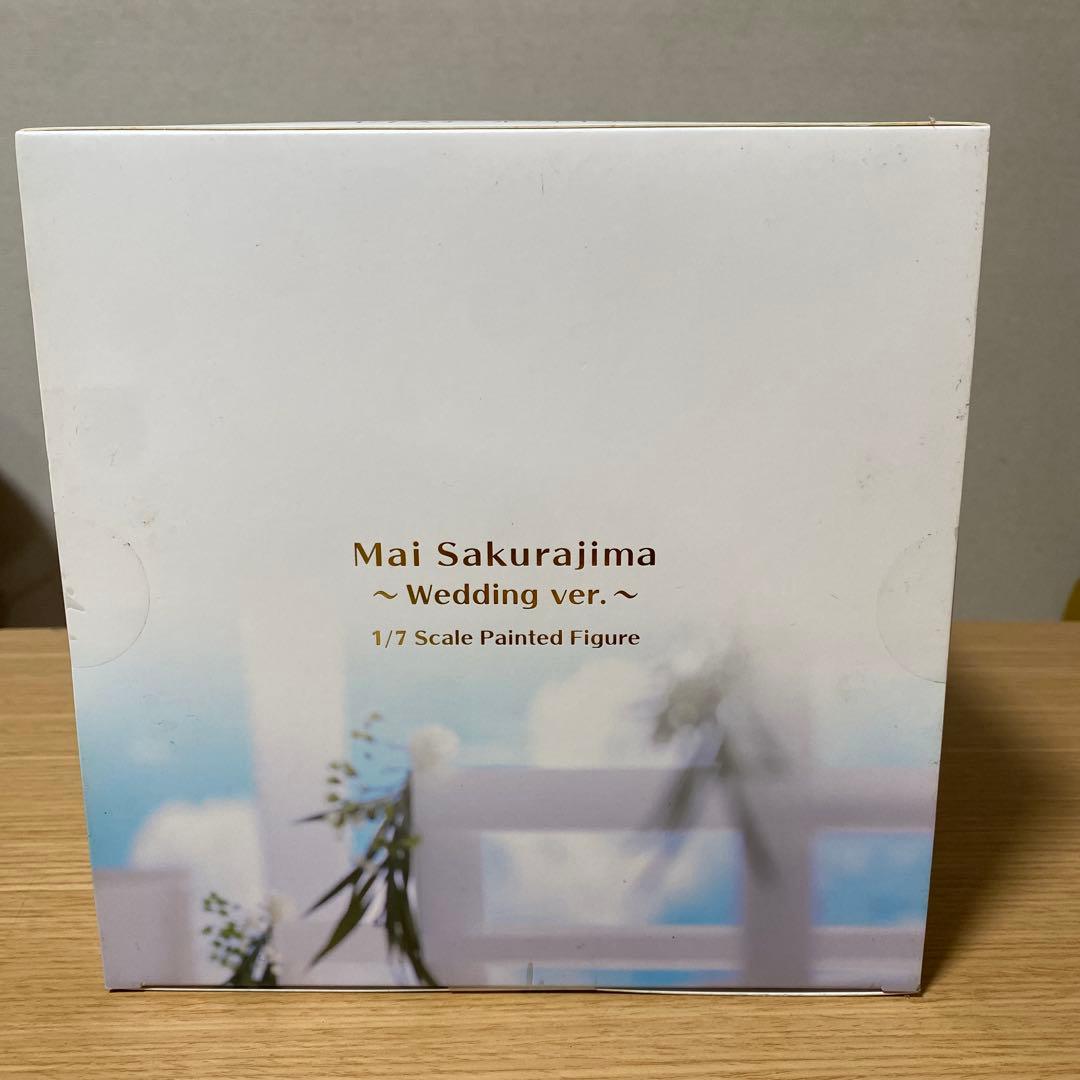 Mai Sakurajima
～Wedding ver.～
1/7 Scale Painted Figure